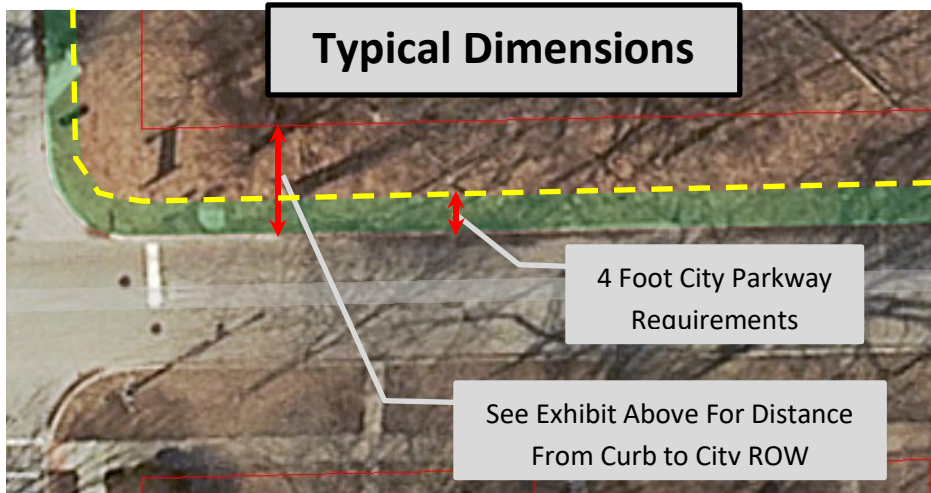 Typical Dimensions
4 Foot City Parkway
Requirements
See Exhibit Above For Distance
From Curb to City ROW